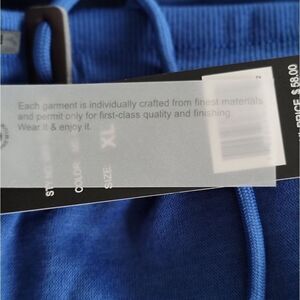 Each garment is individually crafted from finest materials
and permit only for first-class quality and finishing.
Wear it & enjoy it.
COLOR
SIZE: XL
PRICE $ 58.00